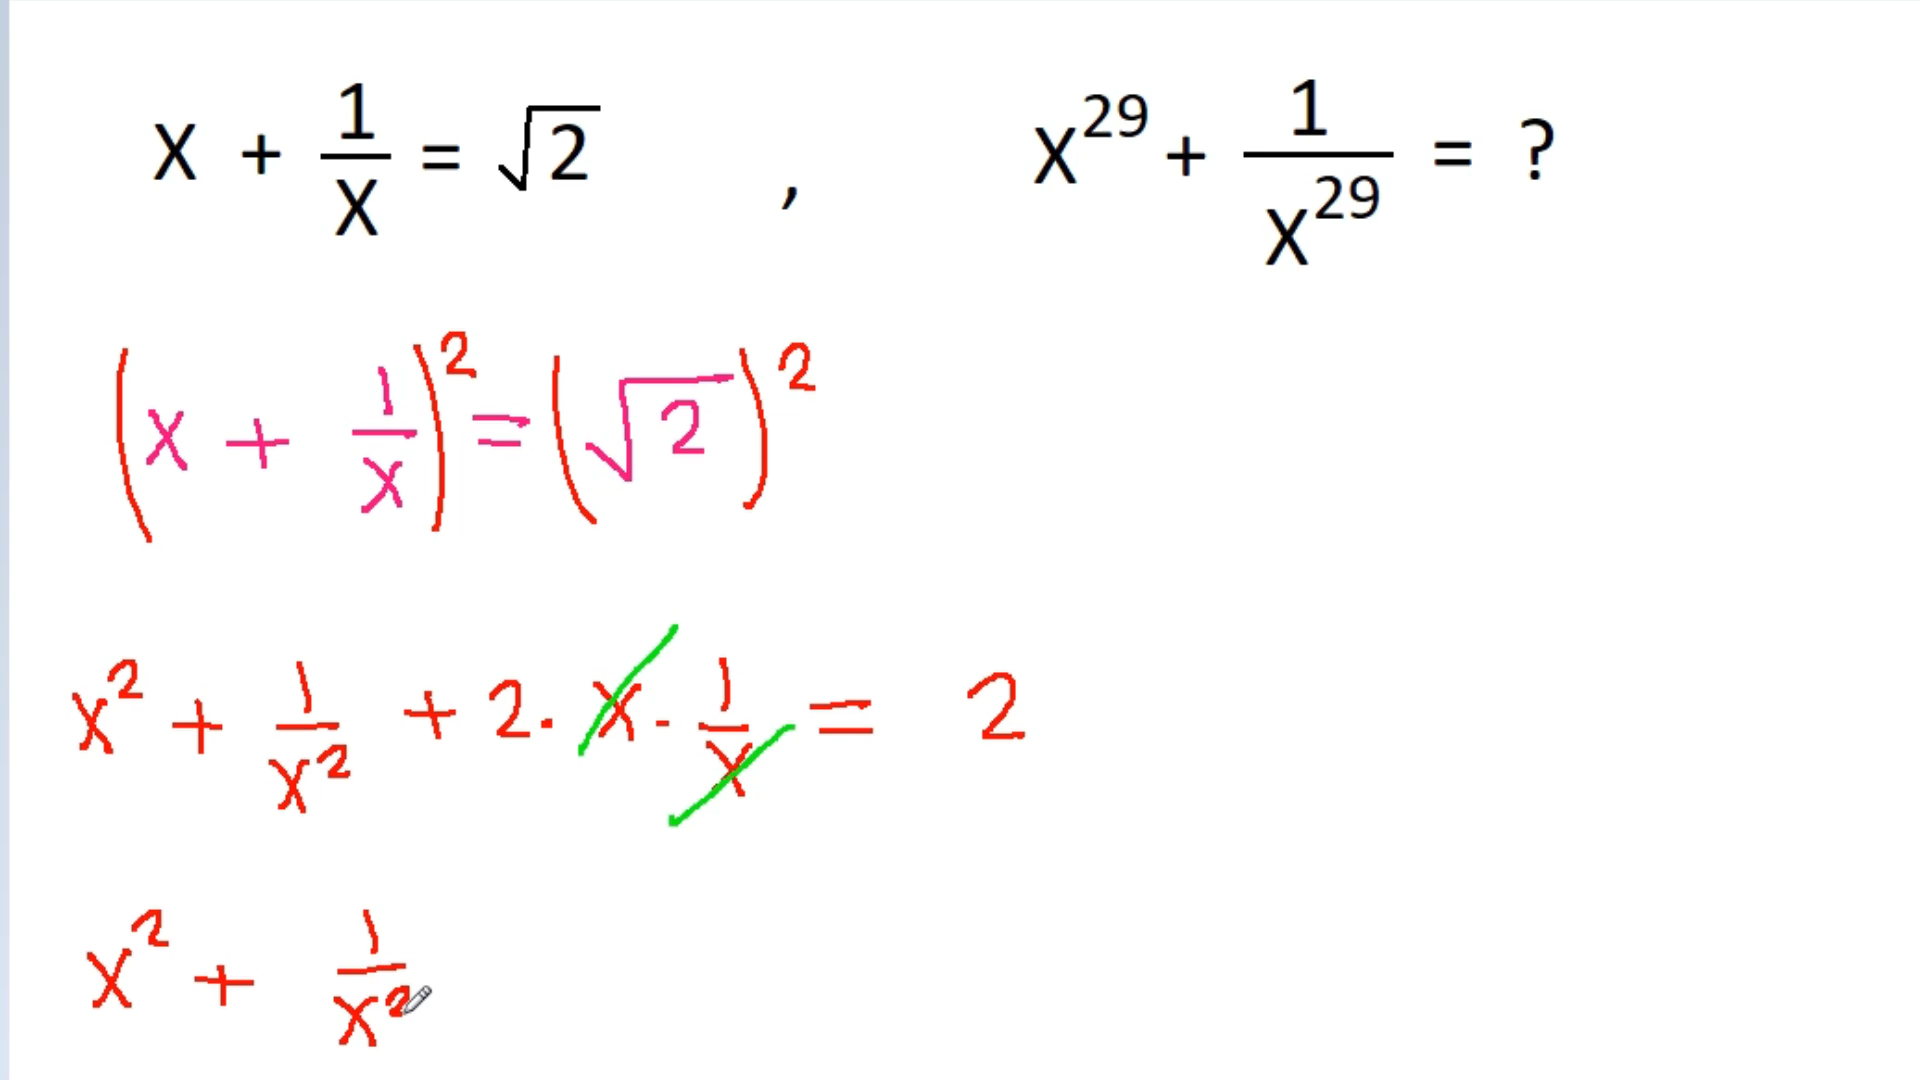 X + 1/X = √2 , X^29 + 1/X^29 = ?
(x + 1/x)^2 = (√2)^2
x^2 + 1/x^2 + 2 · x · 1/x = 2
x^2 + 1/x^2